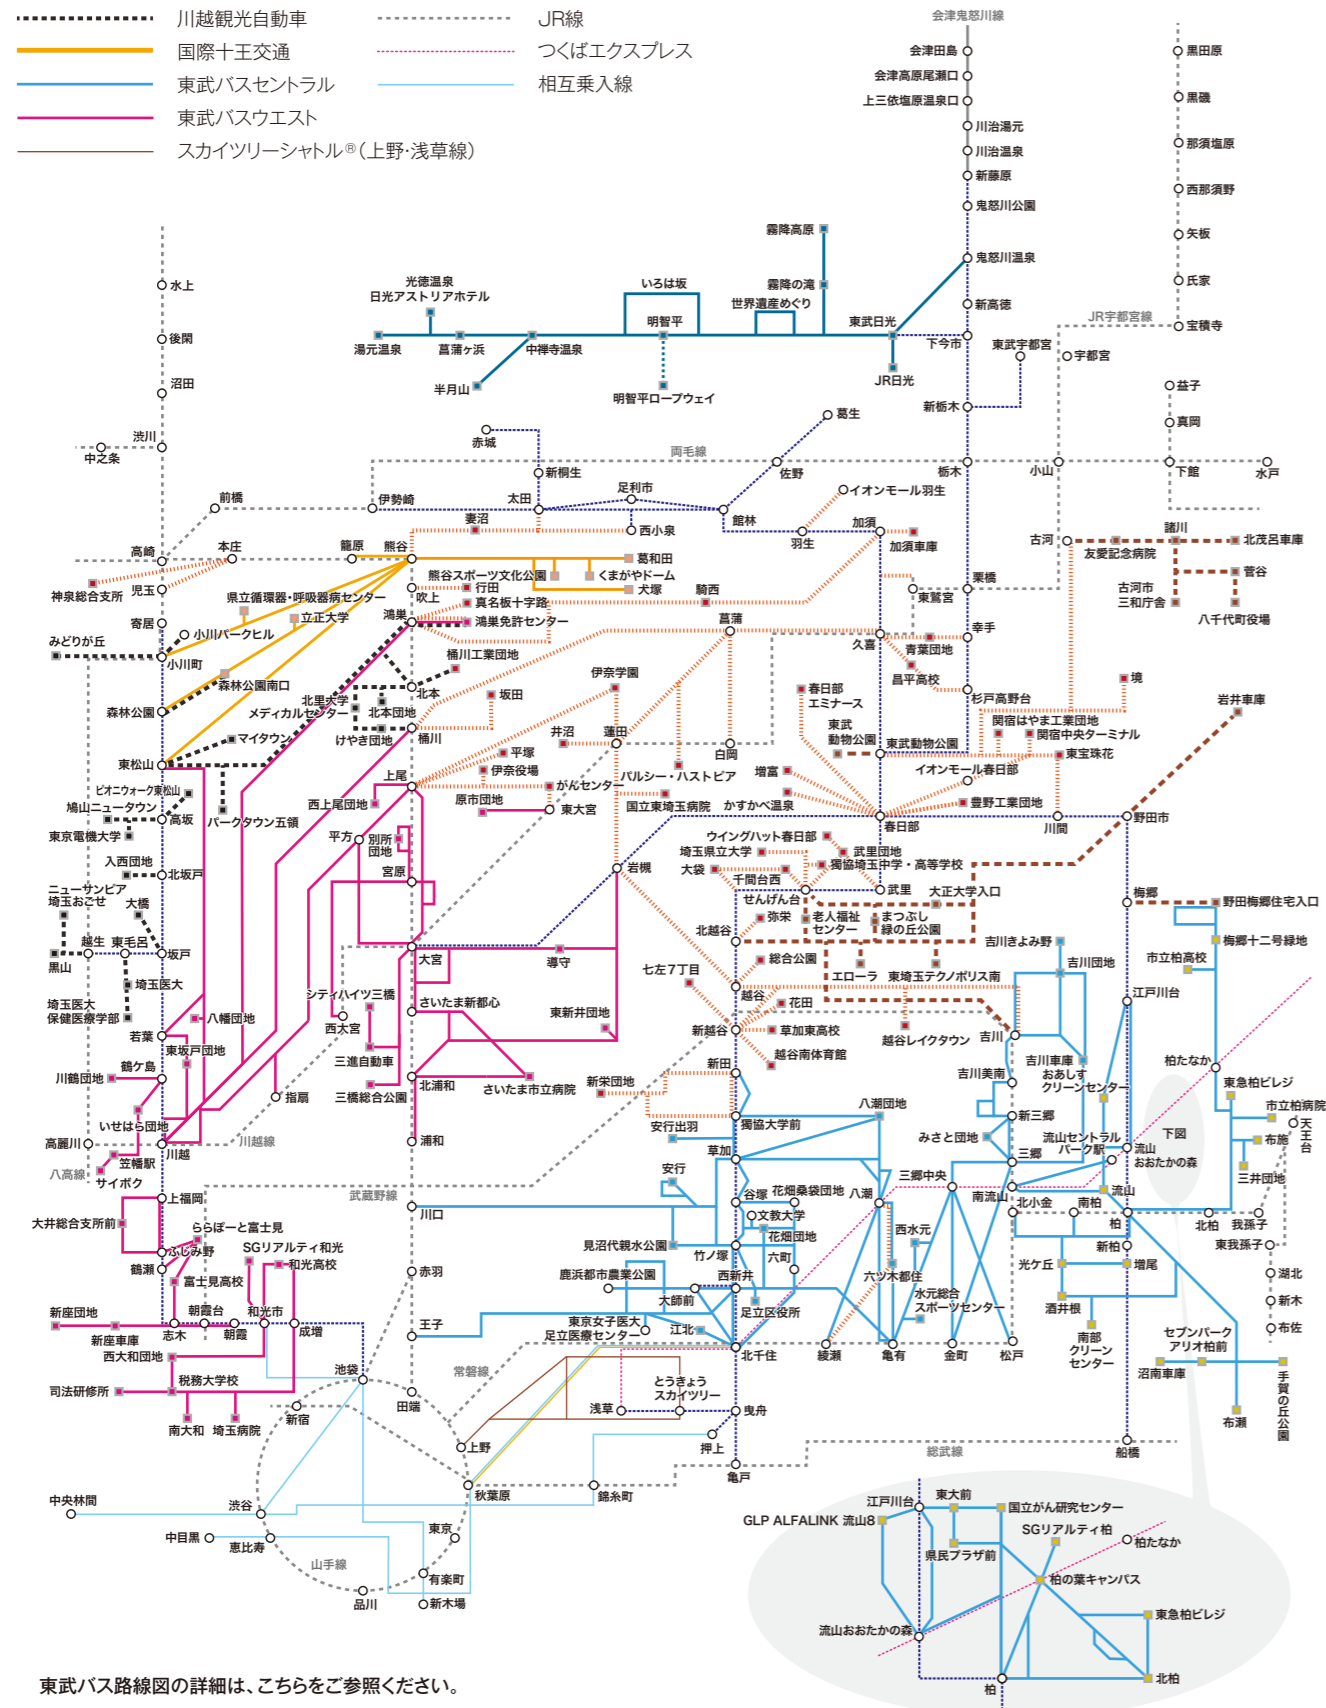 川越観光自動車
国際十王交通
東武バスセントラル
東武バスウエスト
スカイツリーシャトル®(上野・浅草線)
JR線
つくばエクスプレス
相互乗入線
会津鬼怒川線
会津田島
会津高原尾瀬口
上三依塩原温泉口
川治湯元
川治温泉
新藤原
鬼怒川公園
鬼怒川温泉
新高徳
下今市
黒田原
黒磯
那須塩原
西那須野
矢板
氏家
宝積寺
JR宇都宮線
霧降高原
霧降の滝
光徳温泉
日光アストリアホテル
いろは坂
世界遺産めぐり
明智平
東武日光
湯元温泉
菖蒲ヶ浜
中禅寺温泉
半月山
明智平ロープウェイ
JR日光
東武宇都宮
宇都宮
新栃木
益子
真岡
水上
後閑
沼田
渋川
中之条
赤城
葛生
両毛線
新桐生
佐野
栃木
小山
下館
水戸
前橋
伊勢崎
太田
足利市
館林
イオンモール羽生
妻沼
西小泉
羽生
加須
加須車庫
古河
諸川
友愛記念病院
北茂呂車庫
高崎
本庄
籠原
熊谷
葛和田
熊谷スポーツ文化公園
くまがやドーム
犬塚
神泉総合支所
児玉
県立循環器・呼吸器病センター
立正大学
吹上
行田
真名板十字路
鴻巣
鴻巣免許センター
騎西
東鷲宮
栗橋
古河市
三和庁舎
菅谷
八千代町役場
寄居
みどりが丘
小川パークヒル
小川町
桶川工業団地
菖蒲
久喜
幸手
青葉団地
昌平高校
森林公園南口
北里大学
メディカルセンター
北本
北本団地
坂田
伊奈学園
春日部
エミナース
杉戸高野台
境
岩井車庫
森林公園
マイタウン
けやき団地
桶川
井沼
蓮田
白岡
東武
動物公園
東武動物公園
関宿はやま工業団地
関宿中央ターミナル
東宝珠花
東松山
ピオニウォーク東松山
上尾
平塚
伊奈役場
がんセンター
パルシー・ハストピア
増富
イオンモール春日部
鳩山ニュータウン
高坂
パークタウン五領
西上尾団地
原市団地
東大宮
国立東埼玉病院
かすかべ温泉
豊野工業団地
東京電機大学
平方
別所
団地
春日部
川間
野田市
入西団地
北坂戸
宮原
岩槻
ウイングハット春日部
埼玉県立大学
武里団地
獨協埼玉中学・高等学校
大袋
千間台西
せんげん台
武里
大正大学入口
梅郷
野田梅郷住宅入口
ニューサンピア
埼玉おごせ
大橋
北越谷
弥栄
老人福祉
センター
まつぶし
緑の丘公園
吉川きよみ野
梅郷十二号緑地
黒山
越生
東毛呂
坂戸
大宮
導守
七左7丁目
総合公園
エローラ
東埼玉テクノポリス南
吉川団地
市立柏高校
埼玉医大
埼玉医大
保健医療学部
シティハイツ三橋
さいたま新都心
越谷
花田
江戸川台
八幡団地
西大宮
東新井団地
新越谷
草加東高校
越谷レイクタウン
吉川
若葉
東坂戸団地
三進自動車
新田
越谷南体育館
吉川車庫
柏たなか
鶴ケ島
川鶴団地
北浦和
さいたま市立病院
新栄団地
吉川美南
おおあしす
クリーンセンター
東急柏ビレジ
指扇
三橋総合公園
八潮団地
市立柏病院
いせはら団地
安行出羽
獨協大学前
みさと団地
新三郷
流山セントラル
パーク駅
下図
天王台
川越線
高麗川
八高線
笠幡駅
サイボク
川越
浦和
草加
三郷
流山
おおたかの森
布施
三井団地
武蔵野線
安行
谷塚
花畑桑袋団地
八潮
三郷中央
南流山
流山
上福岡
大井総合支所前
ららぽーと富士見
川口
文教大学
花畑団地
西水元
北小金
南柏
柏
北柏
我孫子
ふじみ野
SGリアルティ和光
和光高校
見沼代親水公園
竹ノ塚
六町
新柏
東我孫子
鶴瀬
富士見高校
赤羽
鹿浜都市農業公園
西新井
六ツ木都住
光ケ丘
増尾
湖北
大師前
足立区役所
水元総合
スポーツセンター
酒井根
新木
新座団地
朝霞台
和光市
東京女子医大
足立医療センター
江北
南部
クリーン
センター
布佐
新座車庫
志木
朝霞
成増
王子
北千住
綾瀬
亀有
金町
松戸
セブンパーク
アリオ柏前
沼南車庫
西大和団地
池袋
常磐線
とうきょう
スカイツリー
手賀の丘公園
司法研修所
税務大学校
新宿
田端
浅草
曳舟
布瀬
南大和
埼玉病院
上野
押上
亀戸
総武線
船橋
中央林間
渋谷
秋葉原
錦糸町
中目黒
恵比寿
東京
山手線
有楽町
品川
新木場
江戸川台
東大前
国立がん研究センター
GLP ALFALINK 流山8
SGリアルティ柏
県民プラザ前
柏たなか
柏の葉キャンパス
東急柏ビレジ
流山おおたかの森
柏
北柏
東武バス路線図の詳細は、こちらをご参照ください。